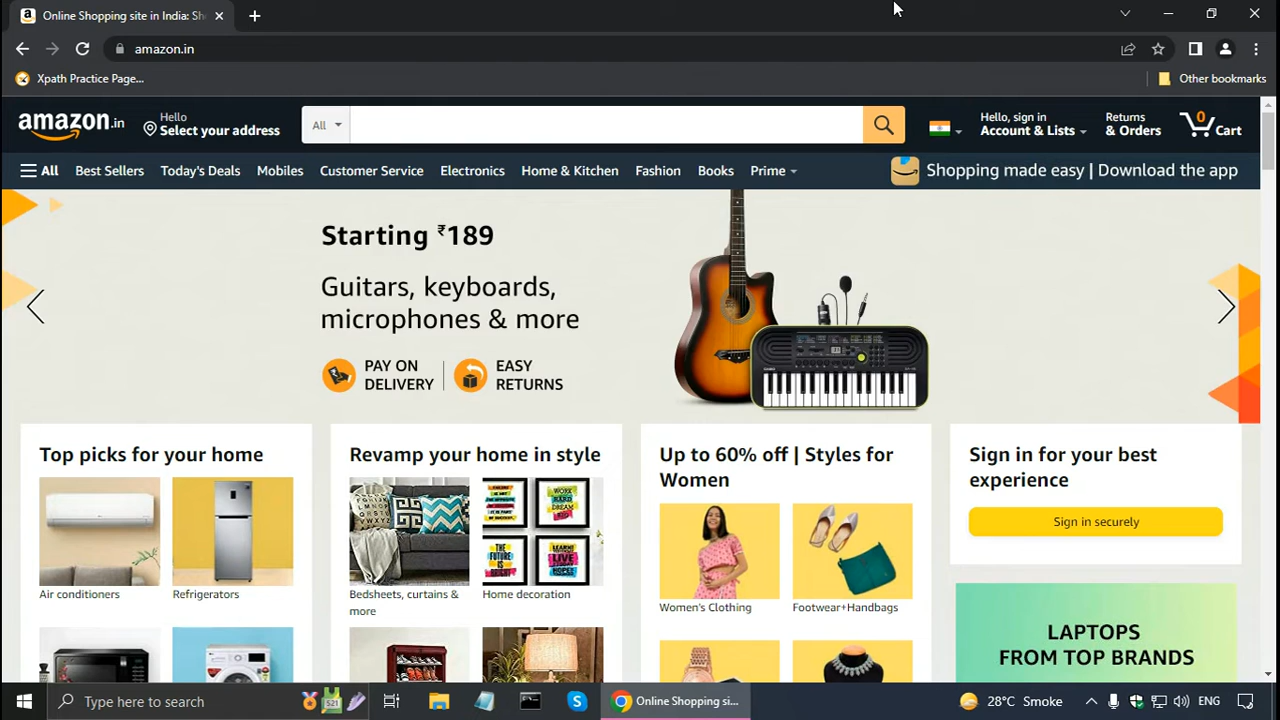 Online Shopping site in India: Sh
amazon.in
Xpath Practice Page...
Other bookmarks
amazon.in
Hello
Select your address
All
Hello, sign in
Account & Lists
Returns
& Orders
0
Cart
All
Best Sellers
Today's Deals
Mobiles
Customer Service
Electronics
Home & Kitchen
Fashion
Books
Prime
Shopping made easy | Download the app
Starting ₹189
Guitars, keyboards,
microphones & more
PAY ON
DELIVERY
EASY
RETURNS
Top picks for your home
Air conditioners
Refrigerators
Revamp your home in style
Bedsheets, curtains &
more
Home decoration
Up to 60% off | Styles for
Women
Women's Clothing
Footwear+Handbags
Sign in for your best
experience
Sign in securely
LAPTOPS
FROM TOP BRANDS
Type here to search
Online Shopping si...
28°C Smoke
ENG